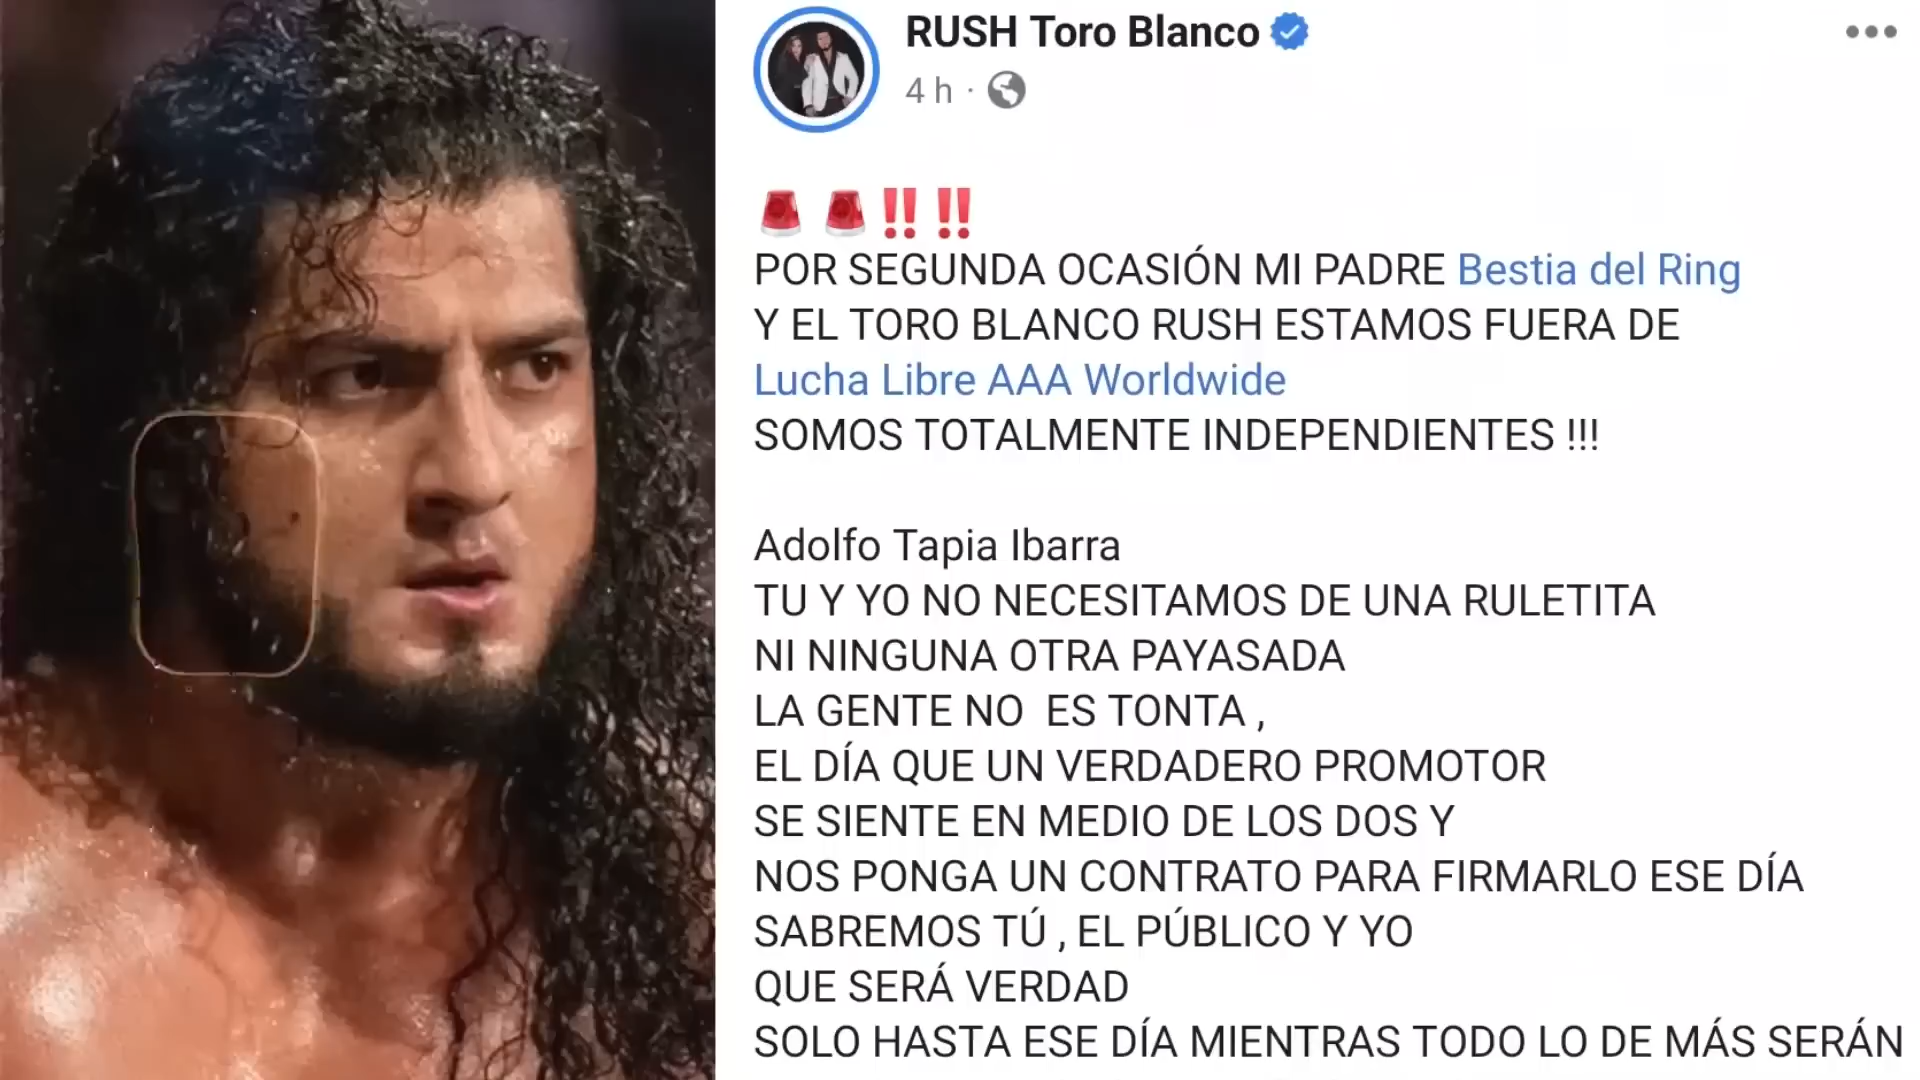 RUSH Toro Blanco
4 h ·
🚨 🚨‼️ ‼️
POR SEGUNDA OCASIÓN MI PADRE Bestia del Ring
Y EL TORO BLANCO RUSH ESTAMOS FUERA DE
Lucha Libre AAA Worldwide
SOMOS TOTALMENTE INDEPENDIENTES !!!
Adolfo Tapia Ibarra
TU Y YO NO NECESITAMOS DE UNA RULETITA
NI NINGUNA OTRA PAYASADA
LA GENTE NO  ES TONTA ,
EL DÍA QUE UN VERDADERO PROMOTOR
SE SIENTE EN MEDIO DE LOS DOS Y
NOS PONGA UN CONTRATO PARA FIRMARLO ESE DÍA
SABREMOS TÚ , EL PÚBLICO Y YO
QUE SERÁ VERDAD
SOLO HASTA ESE DÍA MIENTRAS TODO LO DE MÁS SERÁN